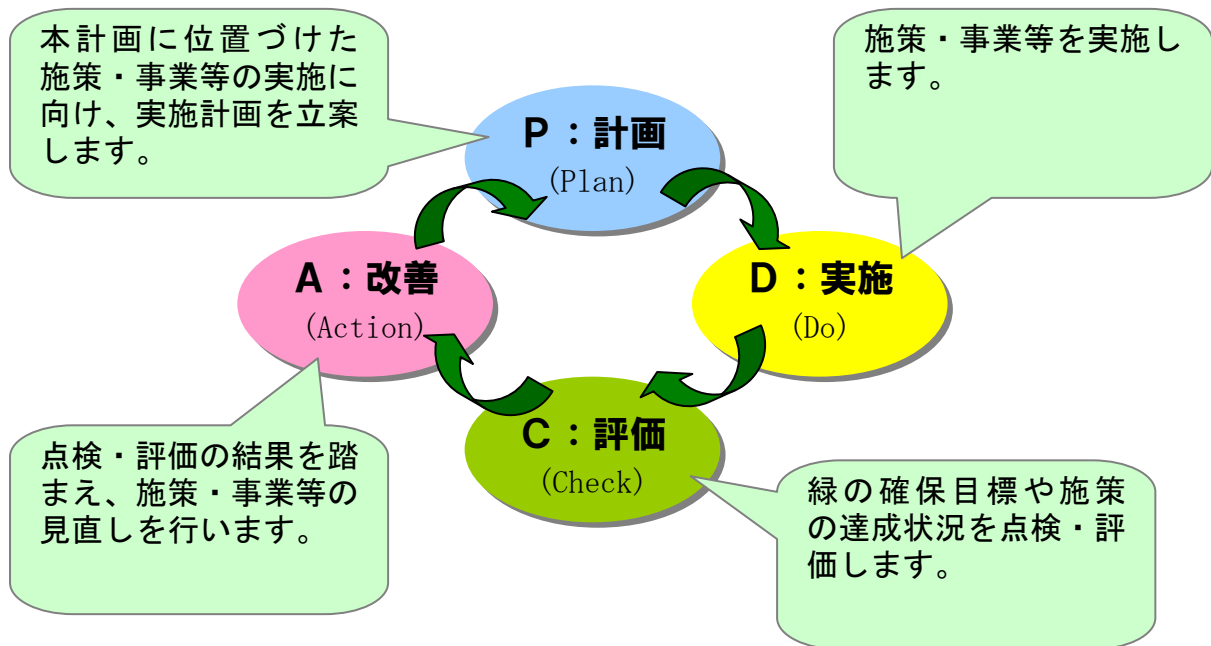 本計画に位置づけた
施策・事業等の実施に
向け、実施計画を立案
します。
施策・事業等を実施し
ます。
Ｐ：計画
(Plan)
Ａ：改善
(Action)
Ｄ：実施
(Do)
Ｃ：評価
(Check)
点検・評価の結果を踏
まえ、施策・事業等の
見直しを行います。
緑の確保目標や施策
の達成状況を点検・評
価します。